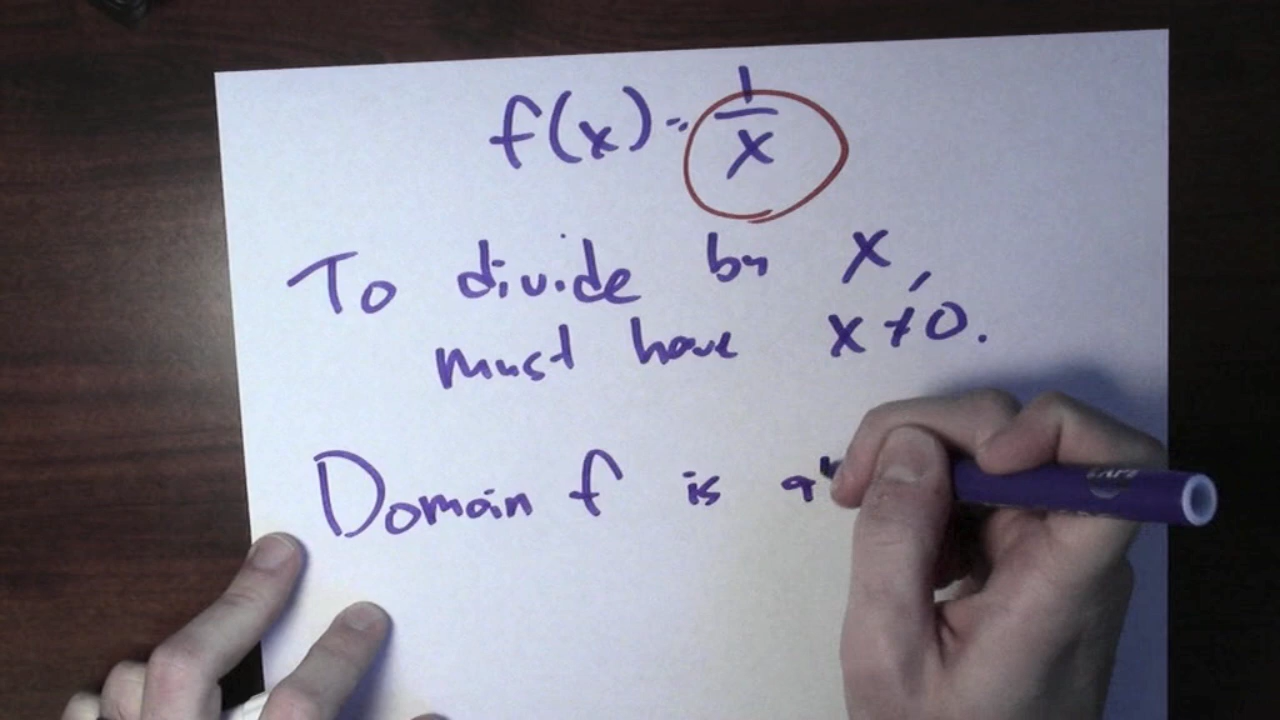 f(x) = 1/x
To divide by x,
must have x≠0.
Domain f is